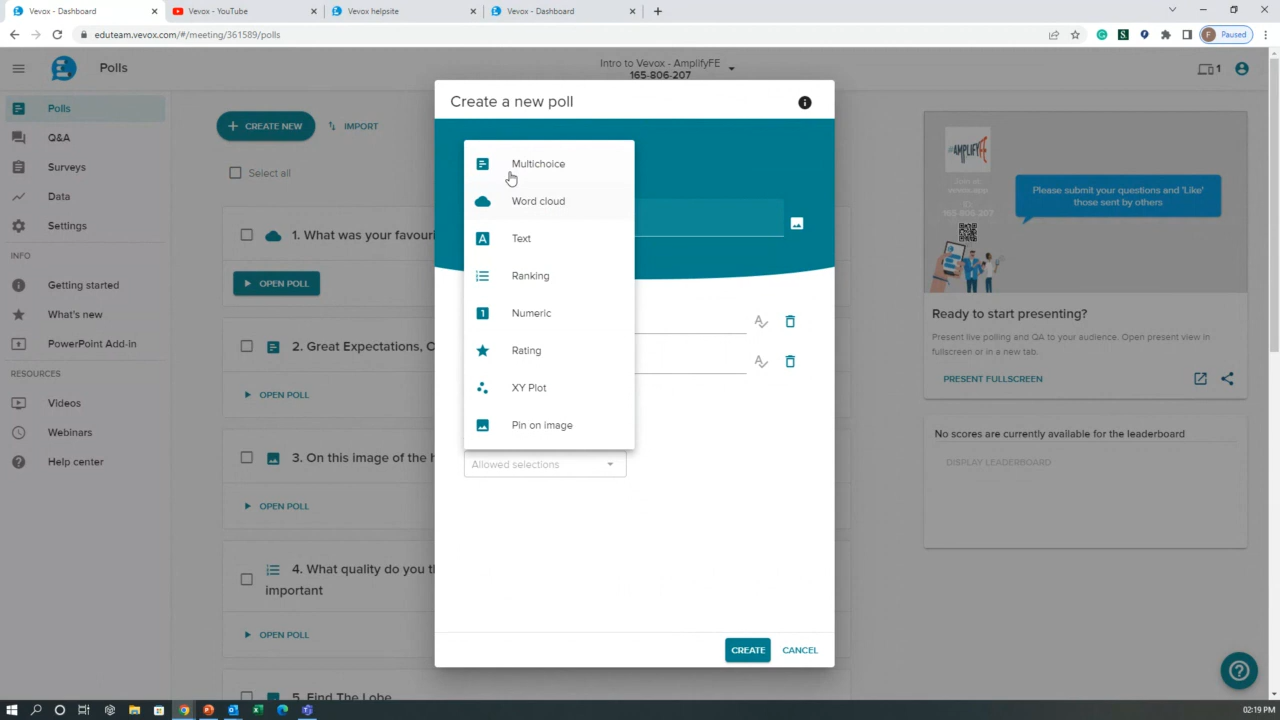 Vevox - Dashboard
Vevox - YouTube
Vevox helpsite
Vevox - Dashboard
eduteam.vevox.com/#/meeting/361589/polls
F
Paused
Polls
Intro to Vevox - AmplifyFE
165-806-207
1
Polls
Q&A
Surveys
Data
Settings
INFO
Getting started
What's new
PowerPoint Add-in
RESOURCES
Videos
Webinars
Help center
CREATE NEW
IMPORT
Select all
1. What was your favouri
OPEN POLL
2. Great Expectations, O
OPEN POLL
3. On this image of the h
OPEN POLL
4. What quality do you t
important
OPEN POLL
5. Find The Lobe
Create a new poll
Multichoice
Word cloud
Text
Ranking
Numeric
Rating
XY Plot
Pin on image
Allowed selections
CREATE
CANCEL
#AMPLIFYFE
Join at
vevox.app
165-806-207
Please submit your questions and 'Like'
those sent by others
Ready to start presenting?
Present live polling and QA to your audience. Open present view in
fullscreen or in a new tab.
PRESENT FULLSCREEN
No scores are currently available for the leaderboard
DISPLAY LEADERBOARD
02:19 PM